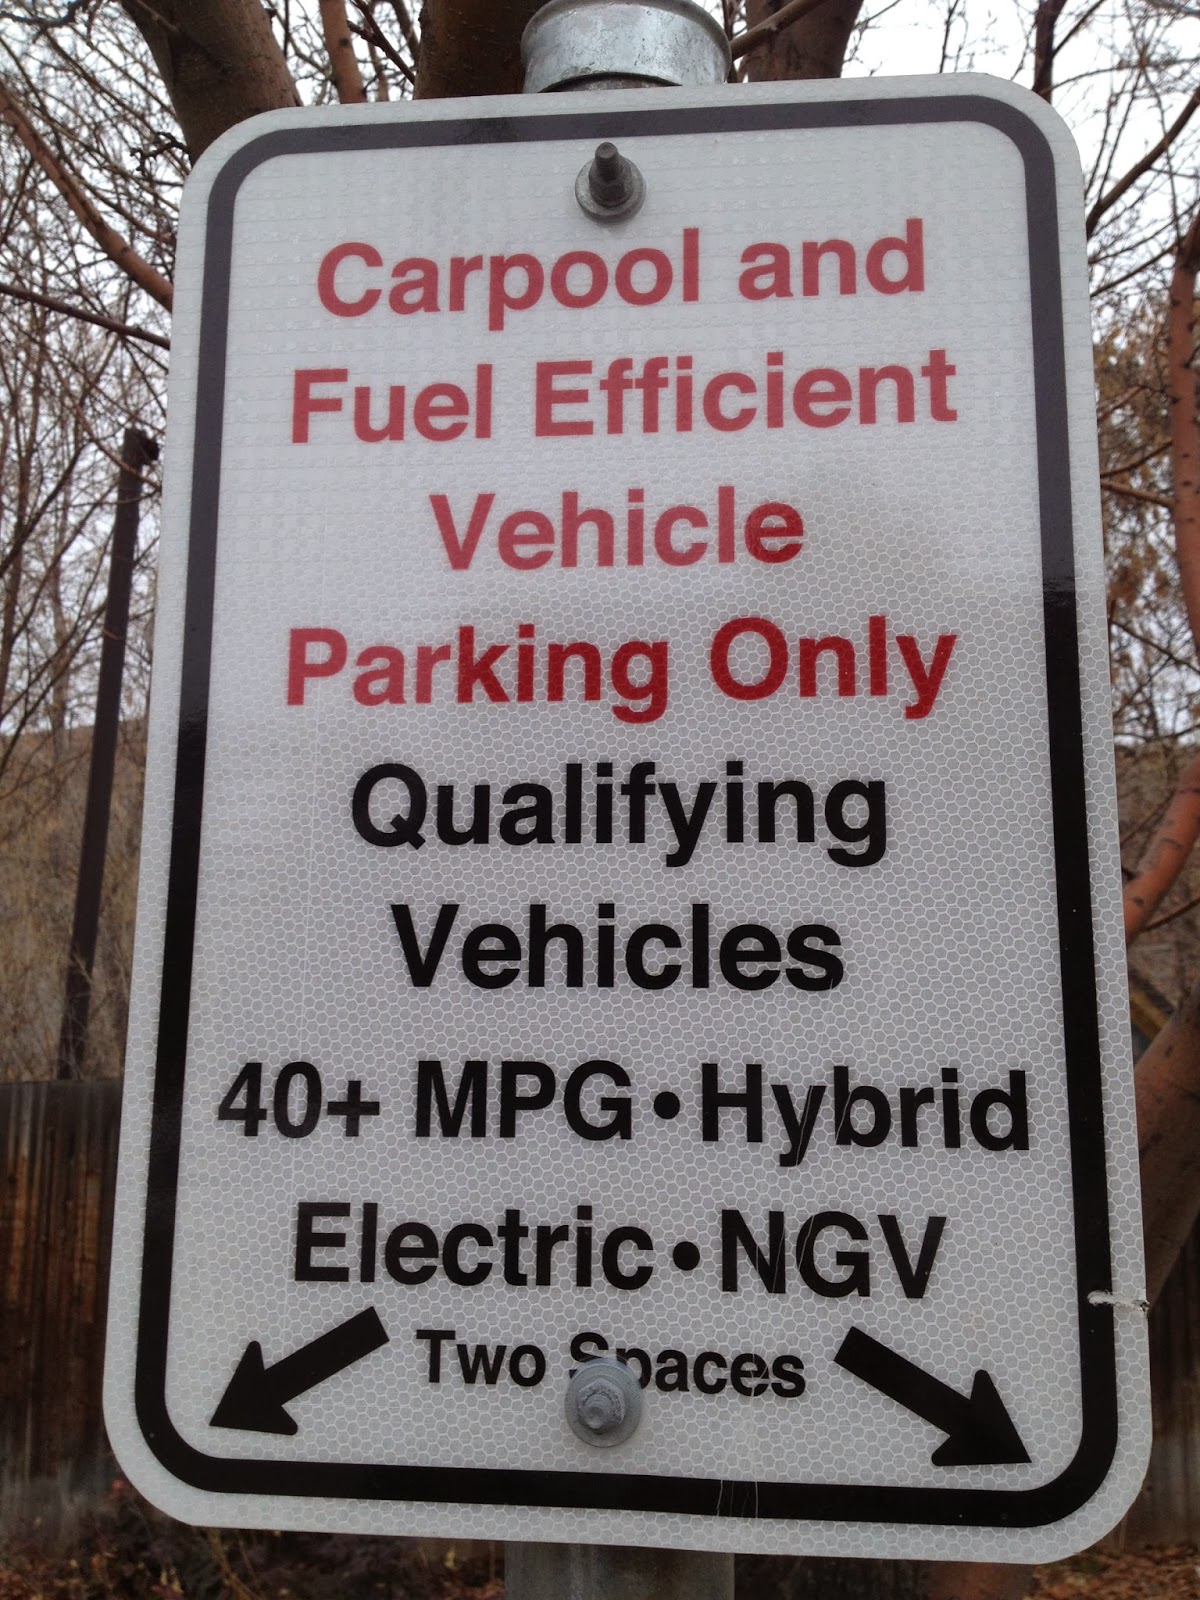 Carpool and
Fuel Efficient
Vehicle
Parking Only
Qualifying
Vehicles
40+ MPG • Hybrid
Electric • NGV
Two Spaces